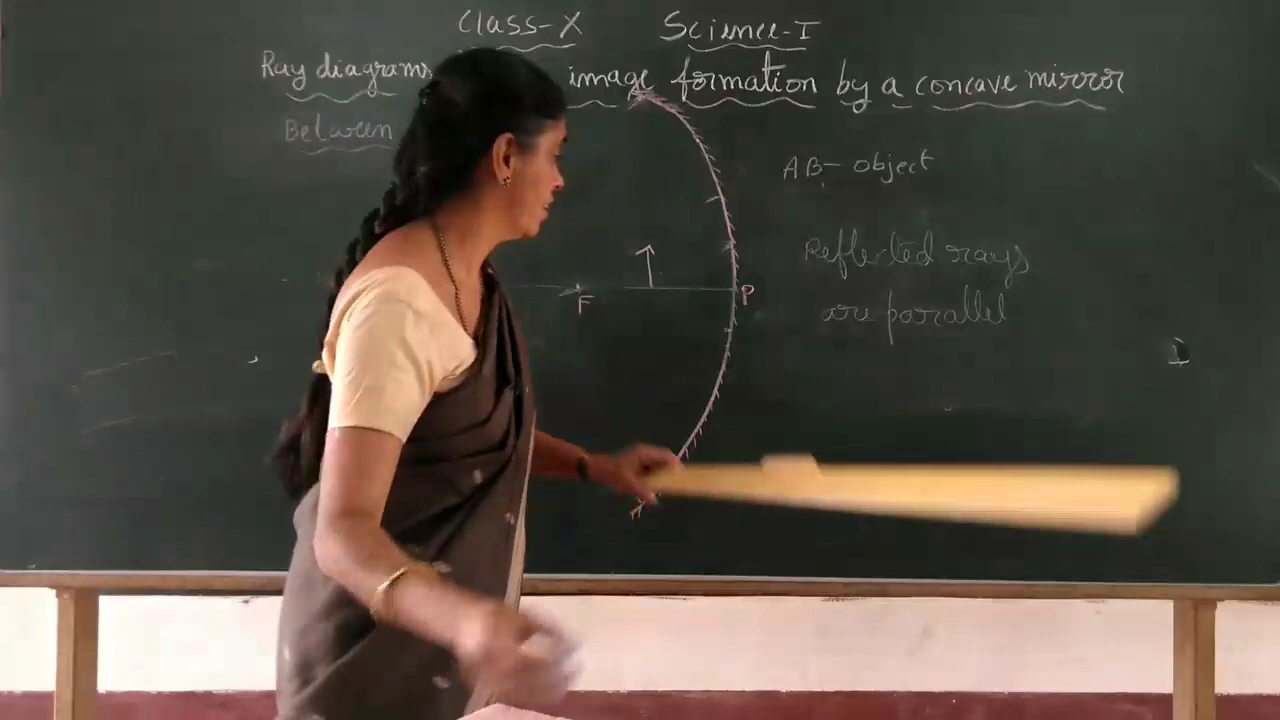 Class-X Science-I
Ray diagrams image formation by a concave mirror
Between
AB- object
Reflected rays
F P
are parallel